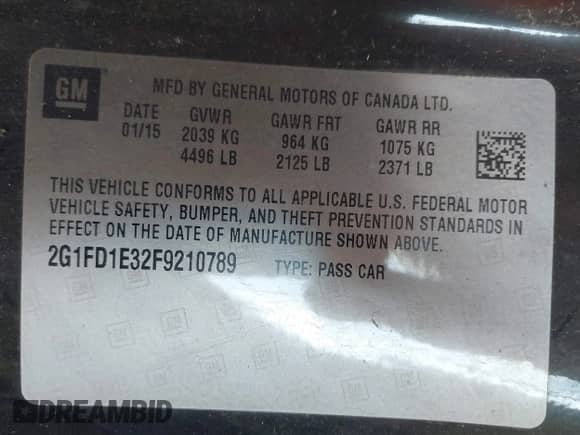 GM
MFD BY GENERAL MOTORS OF CANADA LTD.
DATE GVWR GAWR FRT GAWR RR
01/15 2039 KG 964 KG 1075 KG
4496 LB 2125 LB 2371 LB
THIS VEHICLE CONFORMS TO ALL APPLICABLE U.S. FEDERAL MOTOR
VEHICLE SAFETY, BUMPER, AND THEFT PREVENTION STANDARDS IN
EFFECT ON THE DATE OF MANUFACTURE SHOWN ABOVE.
2G1FD1E32F9210789 TYPE: PASS CAR
DREAMBID